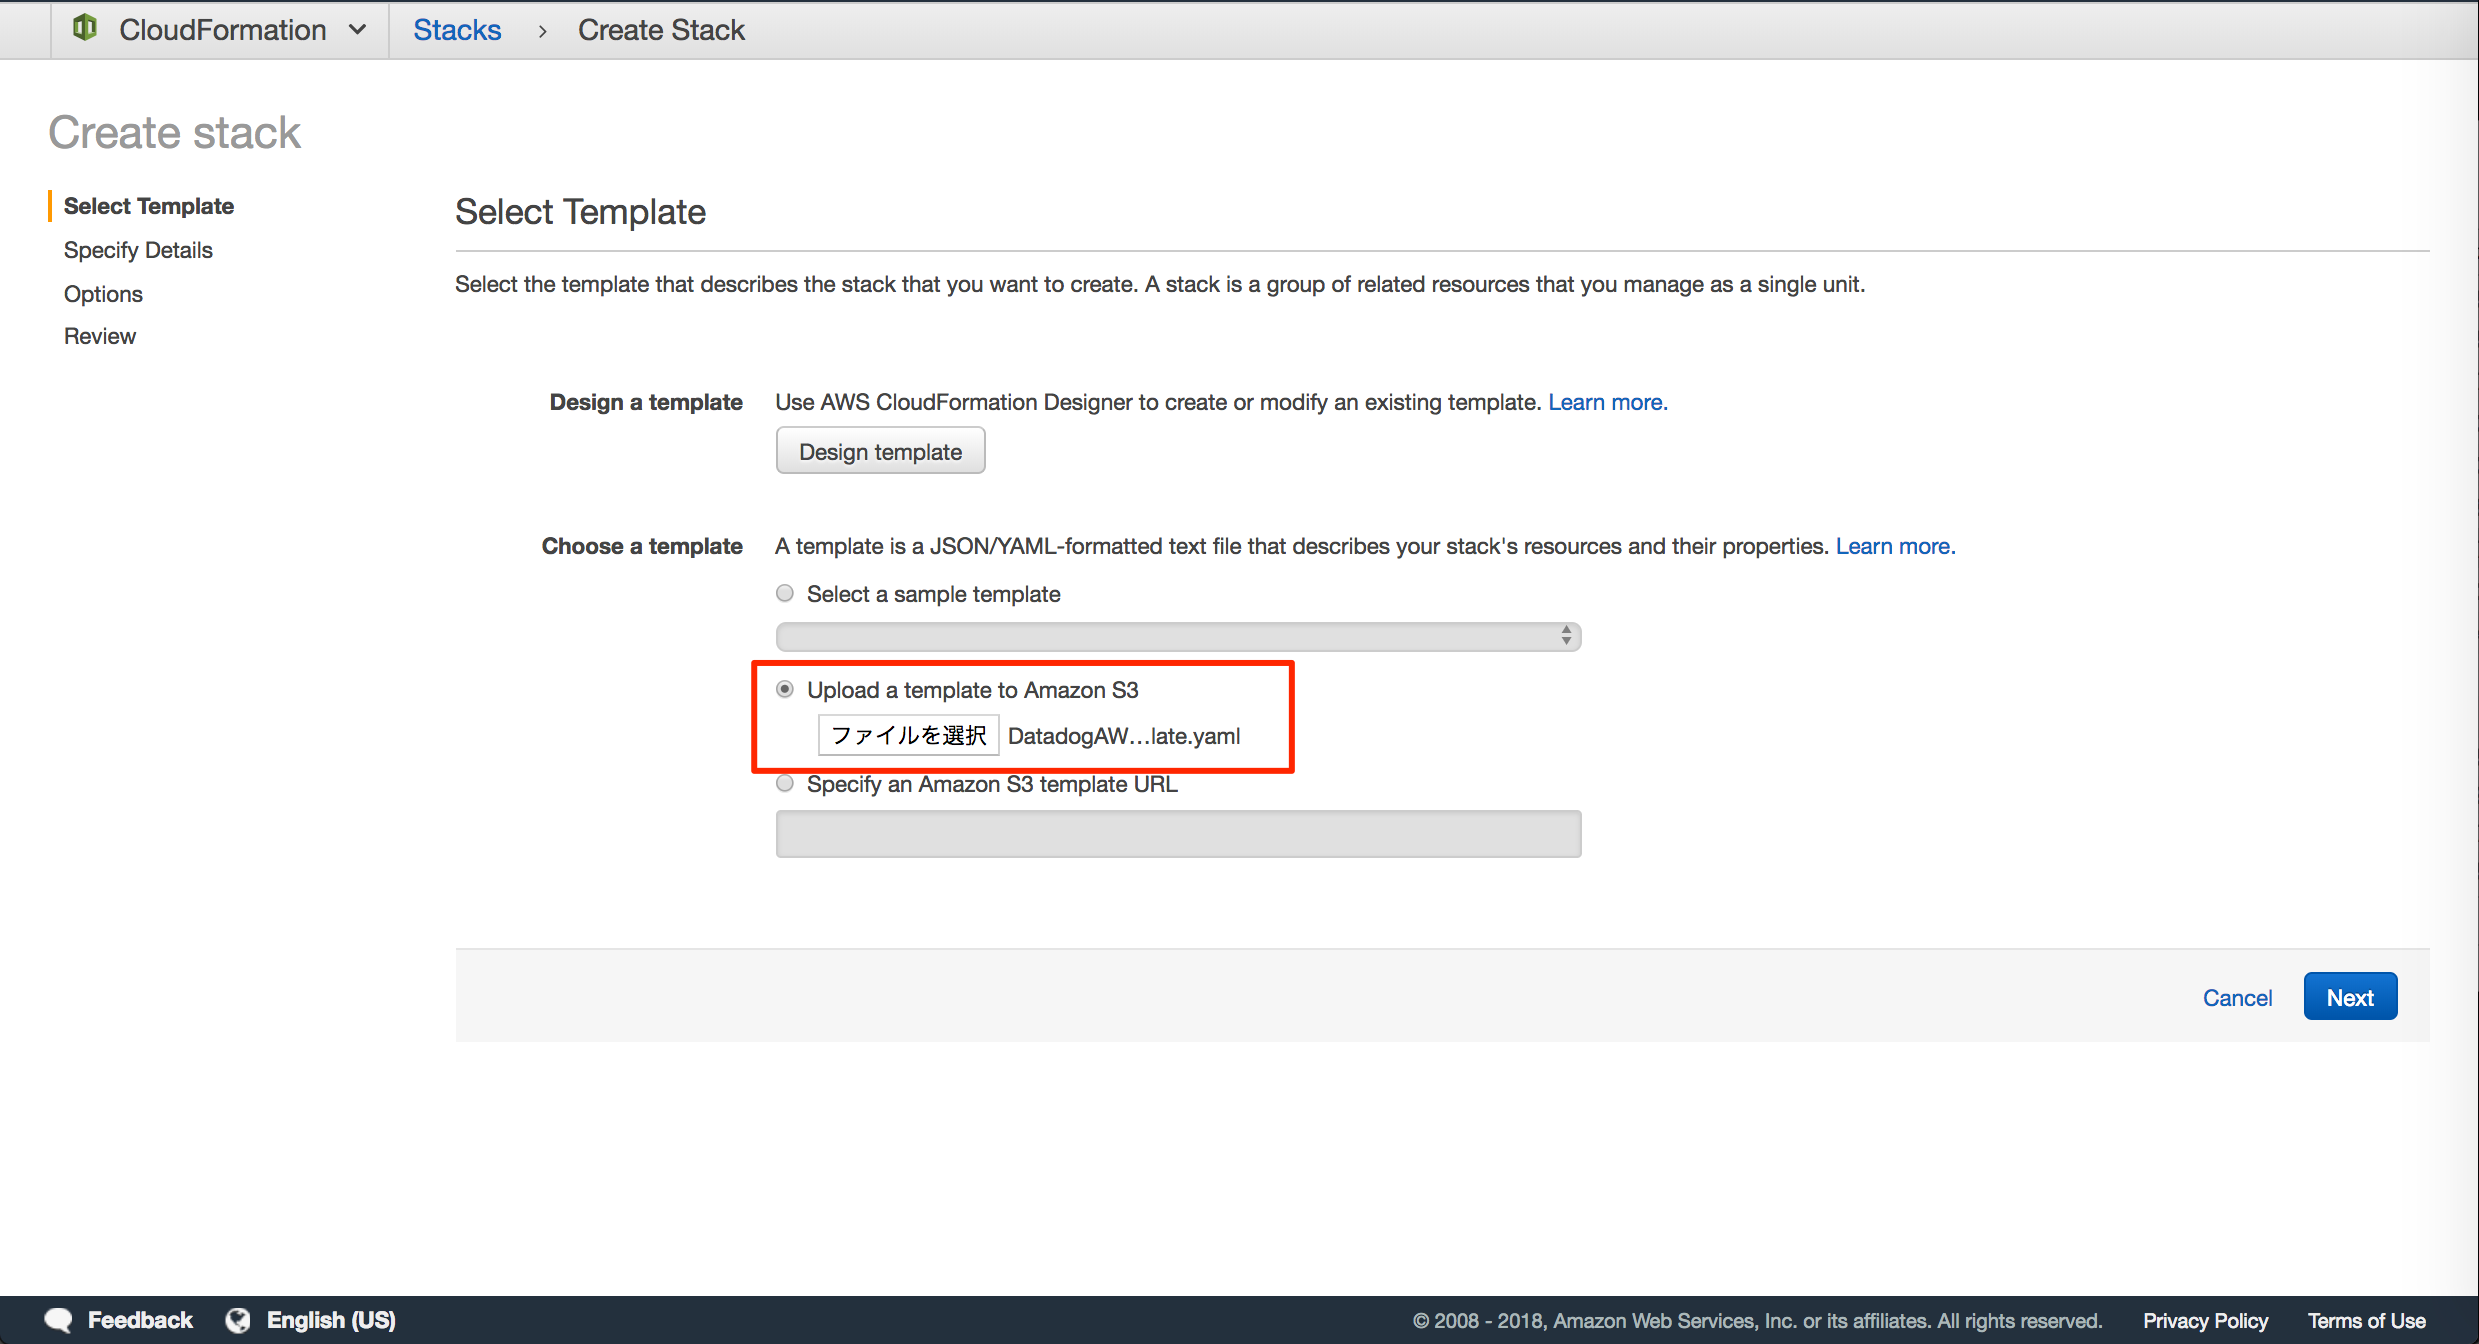 CloudFormation Stacks › Create Stack
Create stack
Select Template
Specify Details
Options
Review
Select Template
Select the template that describes the stack that you want to create. A stack is a group of related resources that you manage as a single unit.
Design a template Use AWS CloudFormation Designer to create or modify an existing template. Learn more.
Design template
Choose a template A template is a JSON/YAML-formatted text file that describes your stack's resources and their properties. Learn more.
Select a sample template
Upload a template to Amazon S3
ファイルを選択 DatadogAW…late.yaml
Specify an Amazon S3 template URL
Cancel Next
Feedback English (US) © 2008 - 2018, Amazon Web Services, Inc. or its affiliates. All rights reserved. Privacy Policy Terms of Use